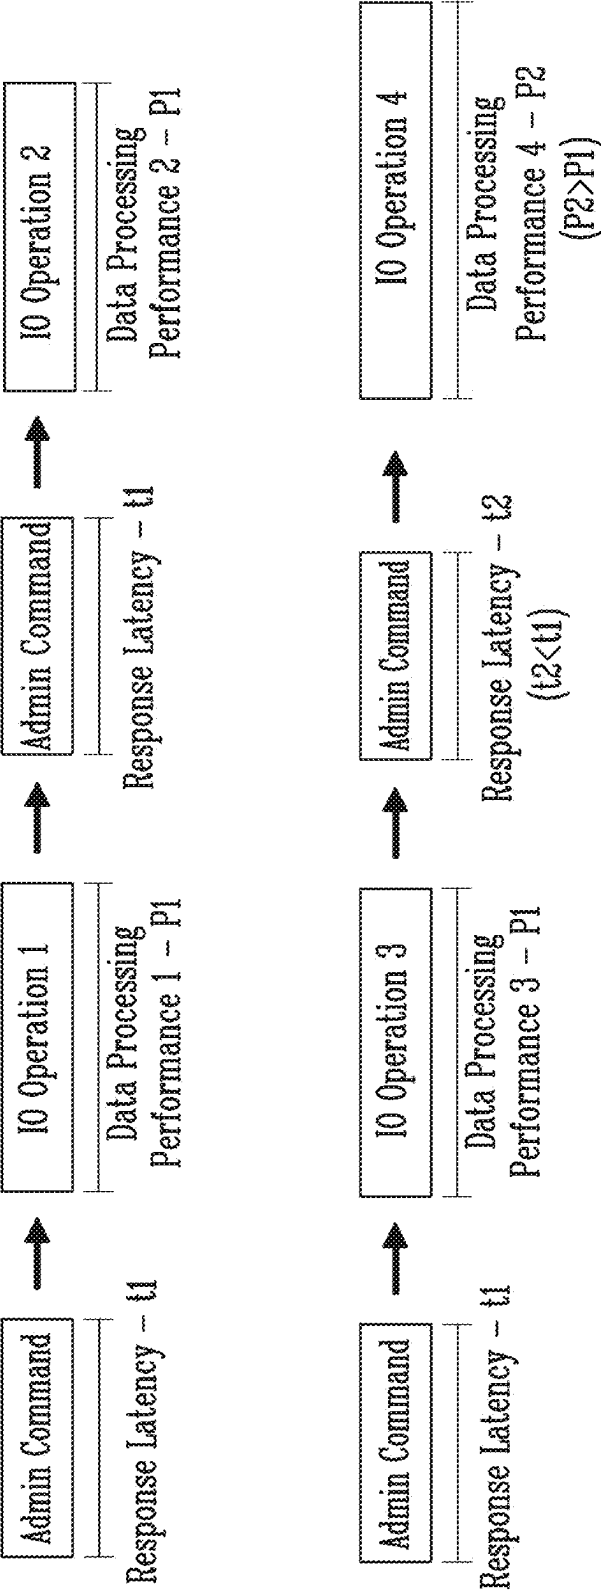 Admin Command
Response Latency – t1
IO Operation 1
Data Processing
Performance 1 – P1
Admin Command
Response Latency – t1
IO Operation 2
Data Processing
Performance 2 – P1
Admin Command
Response Latency – t1
IO Operation 3
Data Processing
Performance 3 – P1
Admin Command
Response Latency – t2
(t2<t1)
IO Operation 4
Data Processing
Performance 4 – P2
(P2>P1)